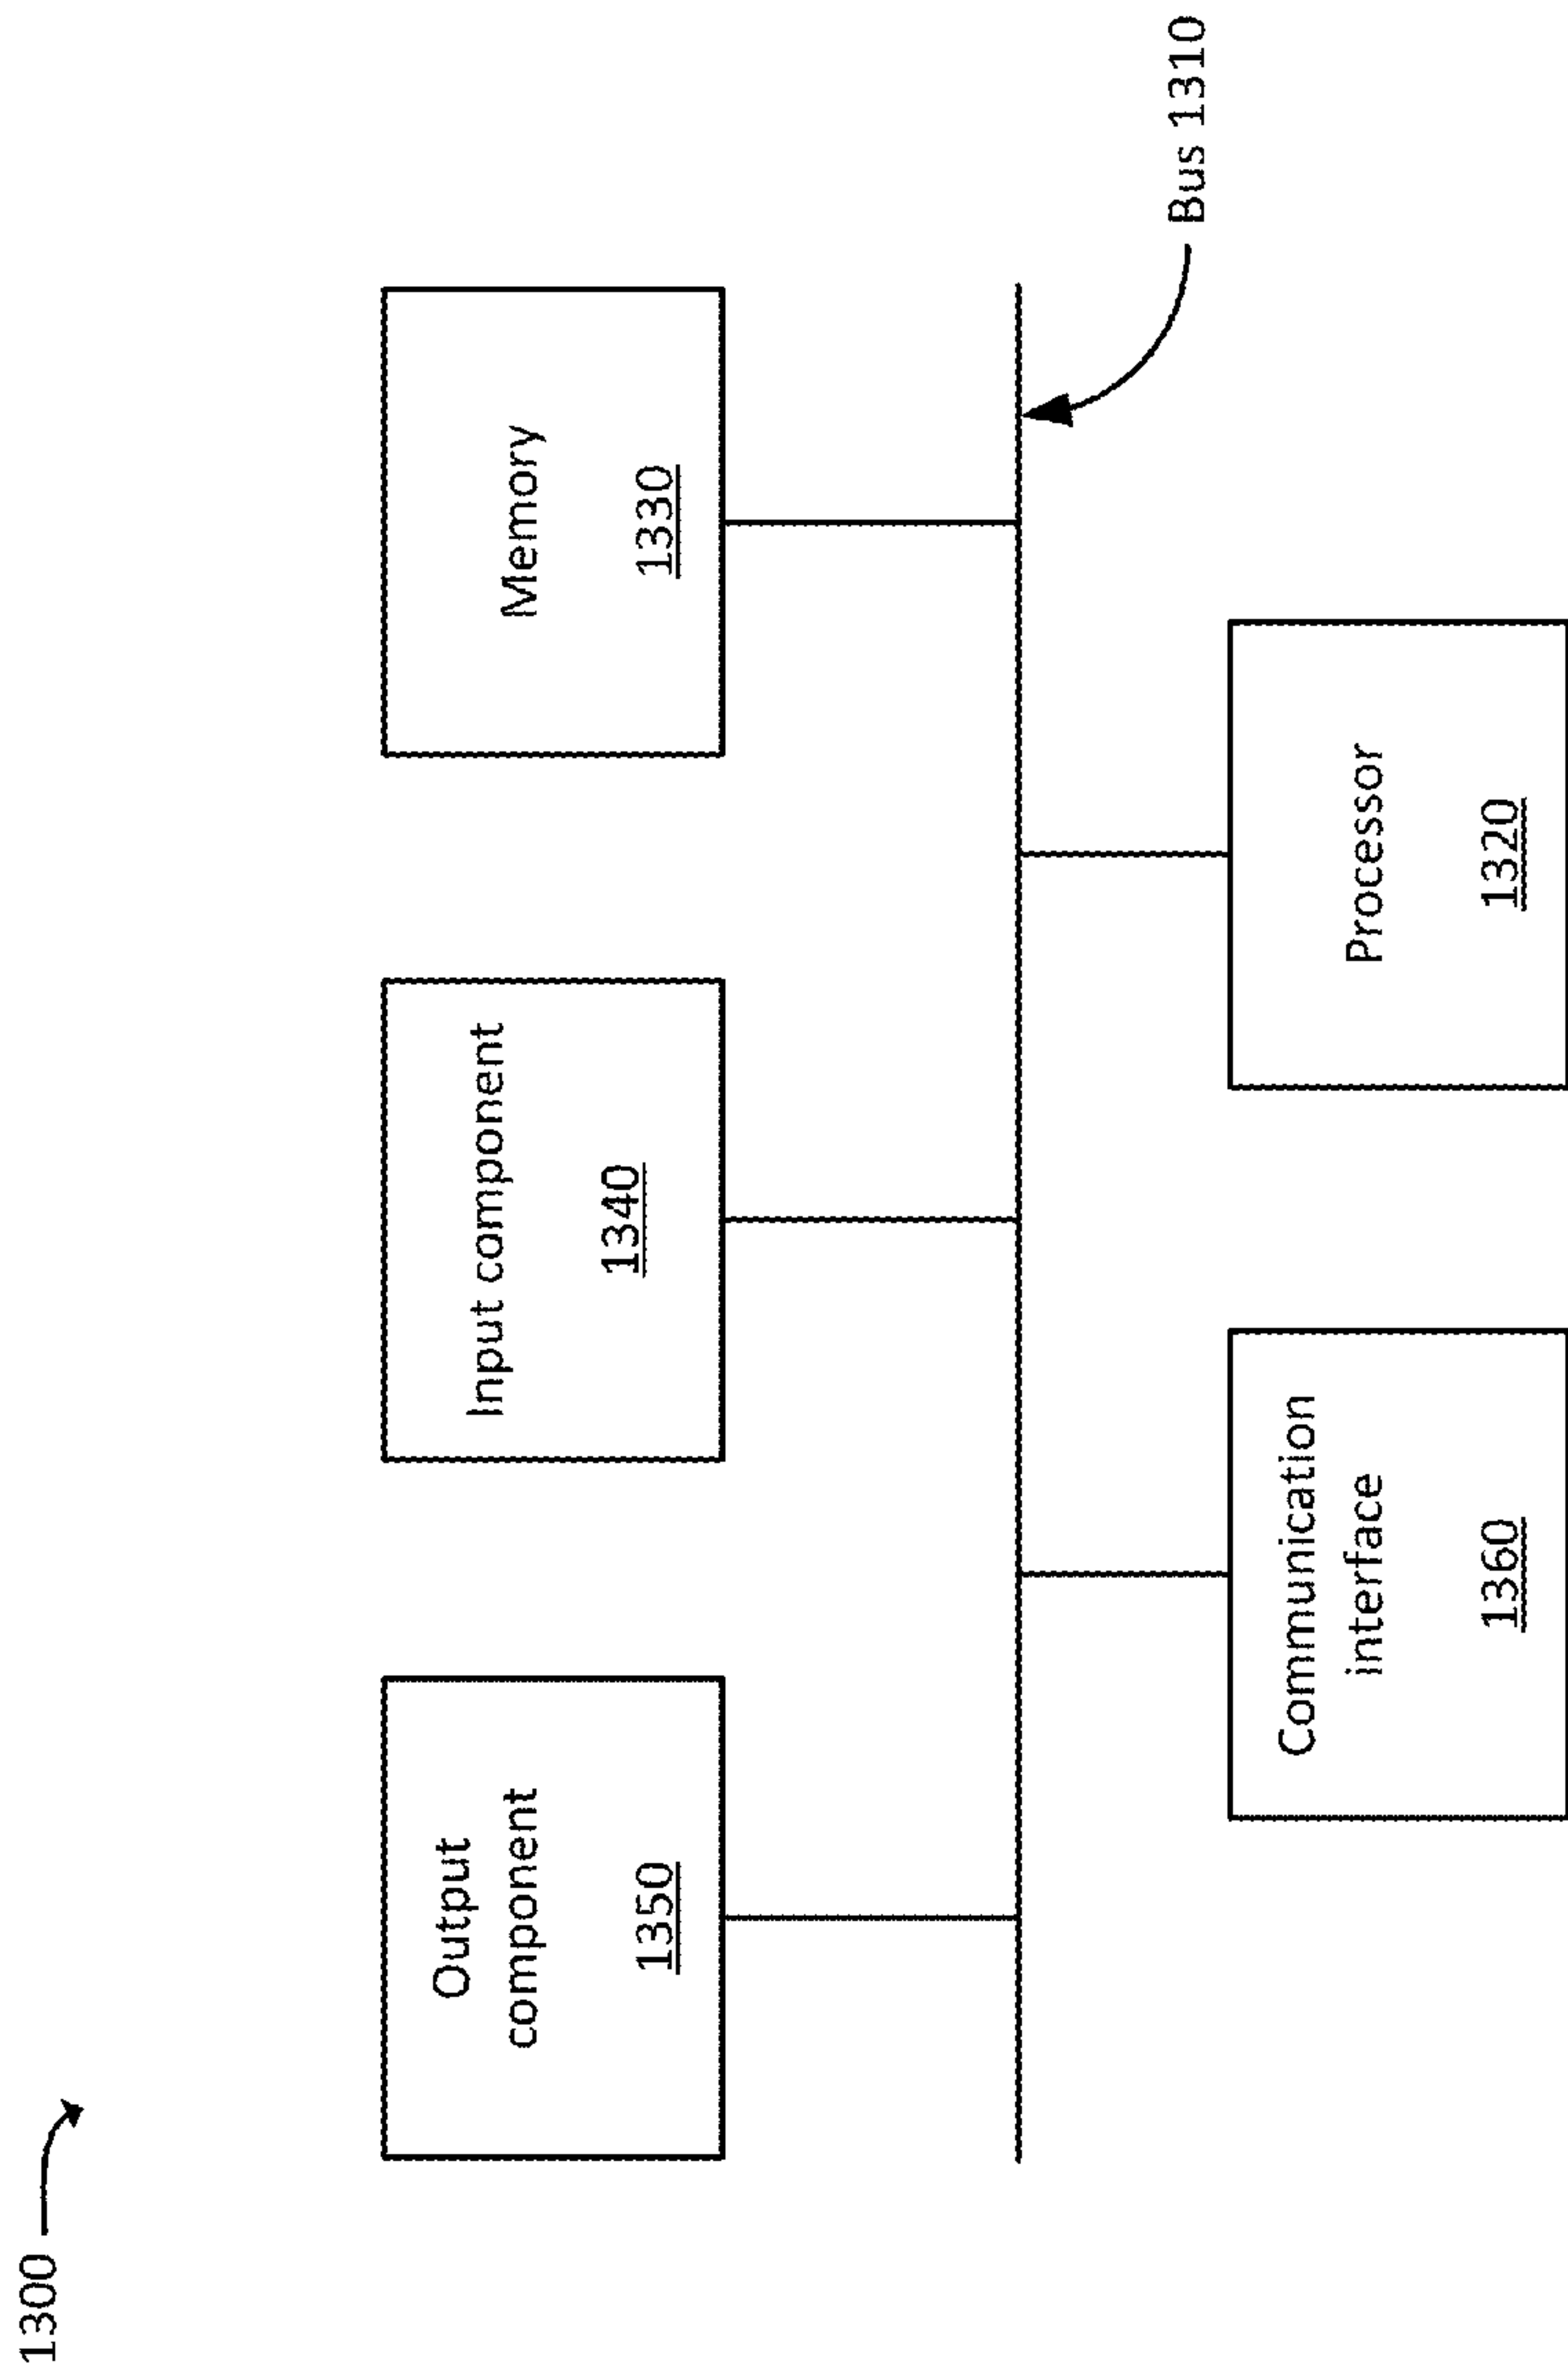 1300
Output
component
1350
Input component
1340
Memory
1330
Bus 1310
Communication
interface
1360
Processor
1320